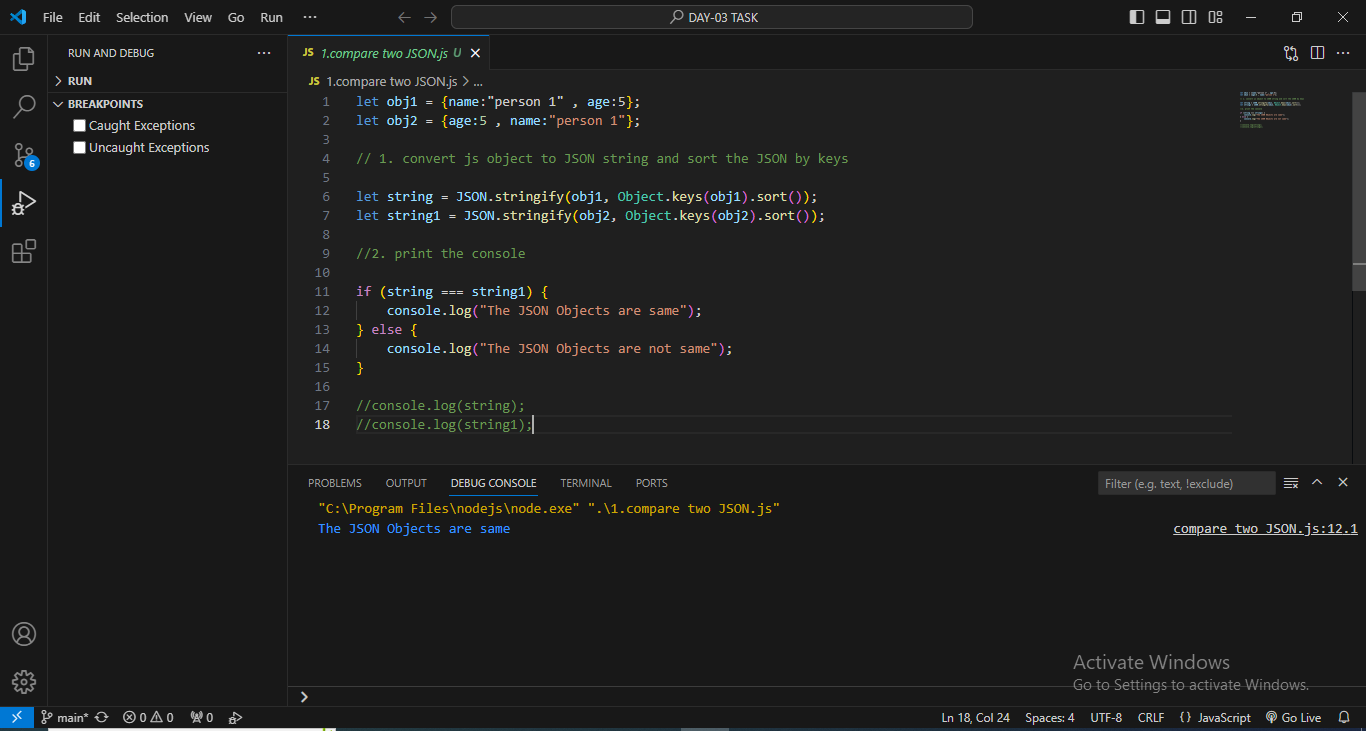 File Edit Selection View Go Run ··· DAY-03 TASK
RUN AND DEBUG ···
RUN
BREAKPOINTS
Caught Exceptions
Uncaught Exceptions
6
JS 1.compare two JSON.js U
JS 1.compare two JSON.js > ...
1 let obj1 = {name:"person 1" , age:5};
2 let obj2 = {age:5 , name:"person 1"};
3
4 // 1. convert js object to JSON string and sort the JSON by keys
5
6 let string = JSON.stringify(obj1, Object.keys(obj1).sort());
7 let string1 = JSON.stringify(obj2, Object.keys(obj2).sort());
8
9 //2. print the console
10
11 if (string === string1) {
12 console.log("The JSON Objects are same");
13 } else {
14 console.log("The JSON Objects are not same");
15 }
16
17 //console.log(string);
18 //console.log(string1);
PROBLEMS OUTPUT DEBUG CONSOLE TERMINAL PORTS Filter (e.g. text, !exclude)
"C:\Program Files\nodejs\node.exe" ".\1.compare two JSON.js"
The JSON Objects are same compare two JSON.js:12.1
Activate Windows
Go to Settings to activate Windows.
main* 0 0 0 Ln 18, Col 24 Spaces: 4 UTF-8 CRLF {} JavaScript Go Live